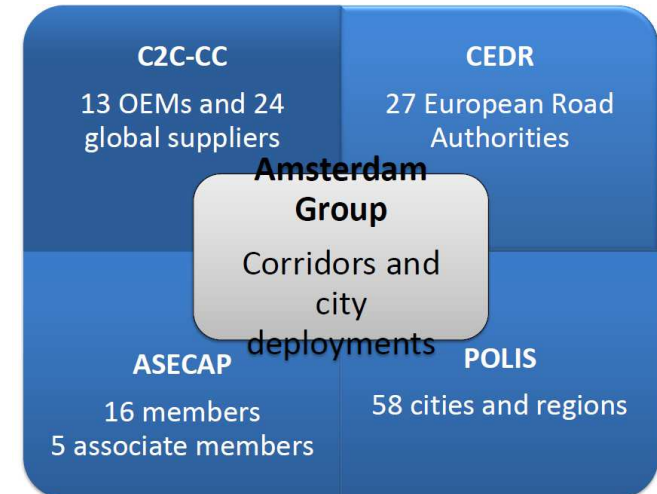 C2C-CC
13 OEMs and 24
global suppliers
CEDR
27 European Road
Authorities
Amsterdam
Group
Corridors and
city
deployments
ASECAP
16 members
5 associate members
POLIS
58 cities and regions